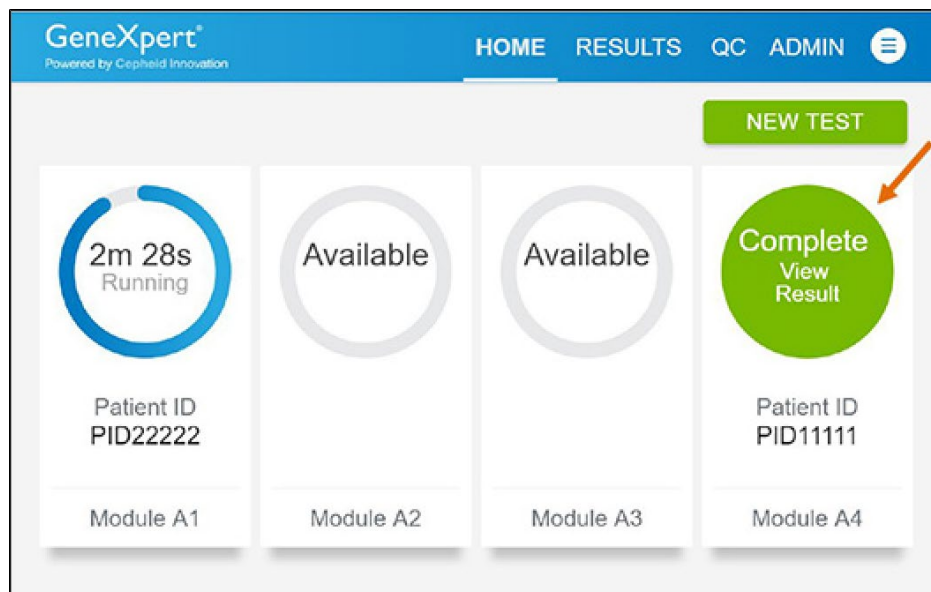 GeneXpert®
Powered by Cepheid Innovation
HOME RESULTS QC ADMIN
NEW TEST
2m 28s
Running
Patient ID
PID22222
Module A1
Available
Module A2
Available
Module A3
Complete
View
Result
Patient ID
PID11111
Module A4